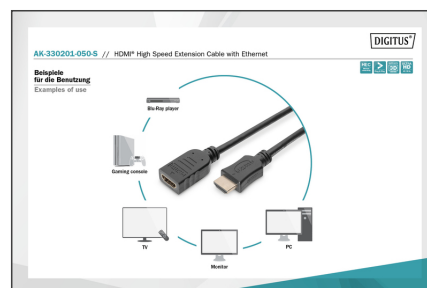 DIGITUS®
AK-330201-050-S // HDMI® High Speed Extension Cable with Ethernet
Beispiele
für die Benutzung
Examples of use
Blu-Ray player
Gaming console
TV
Monitor
PC